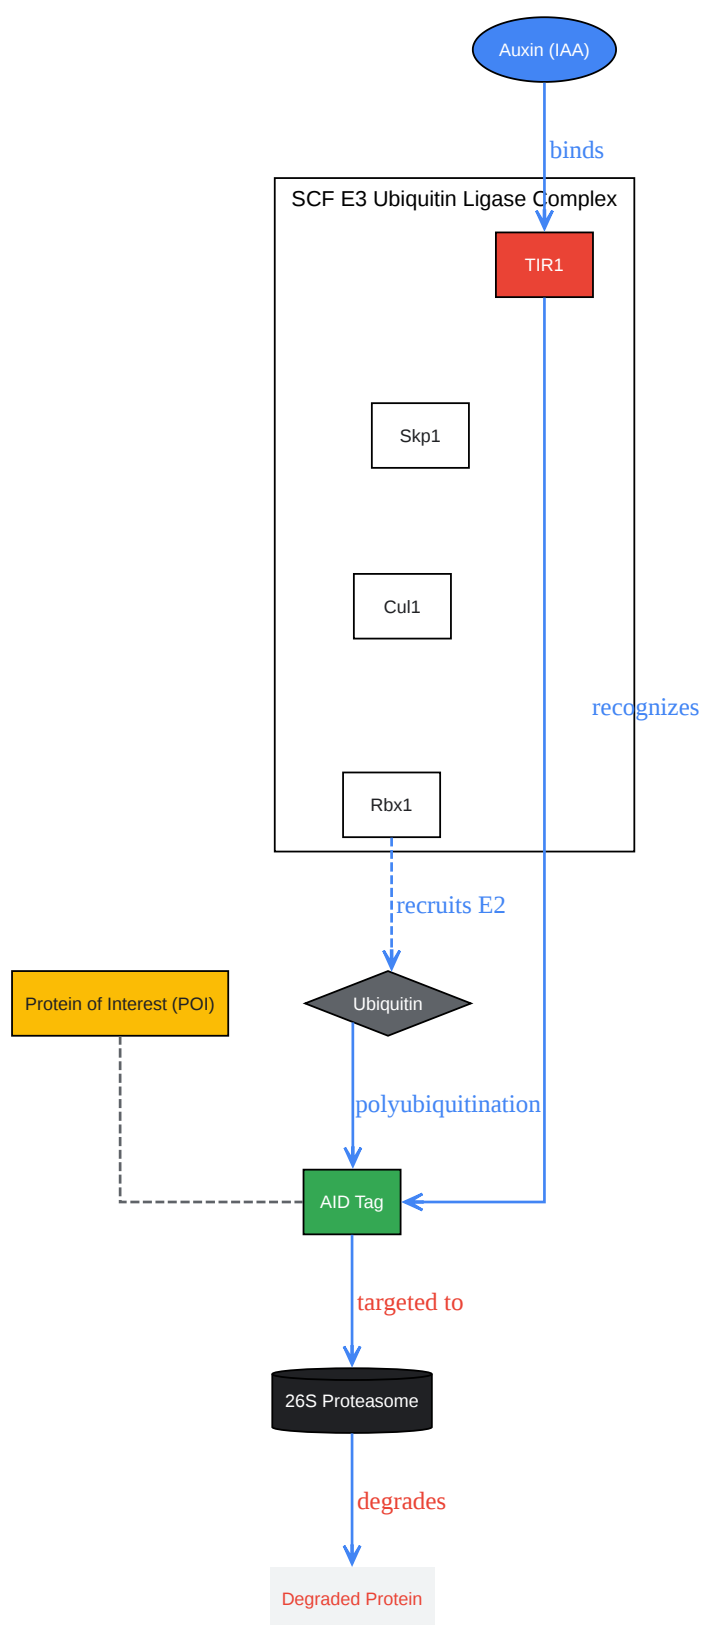 Auxin (IAA)
binds
SCF E3 Ubiquitin Ligase Complex
TIR1
Skp1
Cul1
recognizes
Rbx1
recruits E2
Protein of Interest (POI)
Ubiquitin
polyubiquitination
AID Tag
targeted to
26S Proteasome
degrades
Degraded Protein